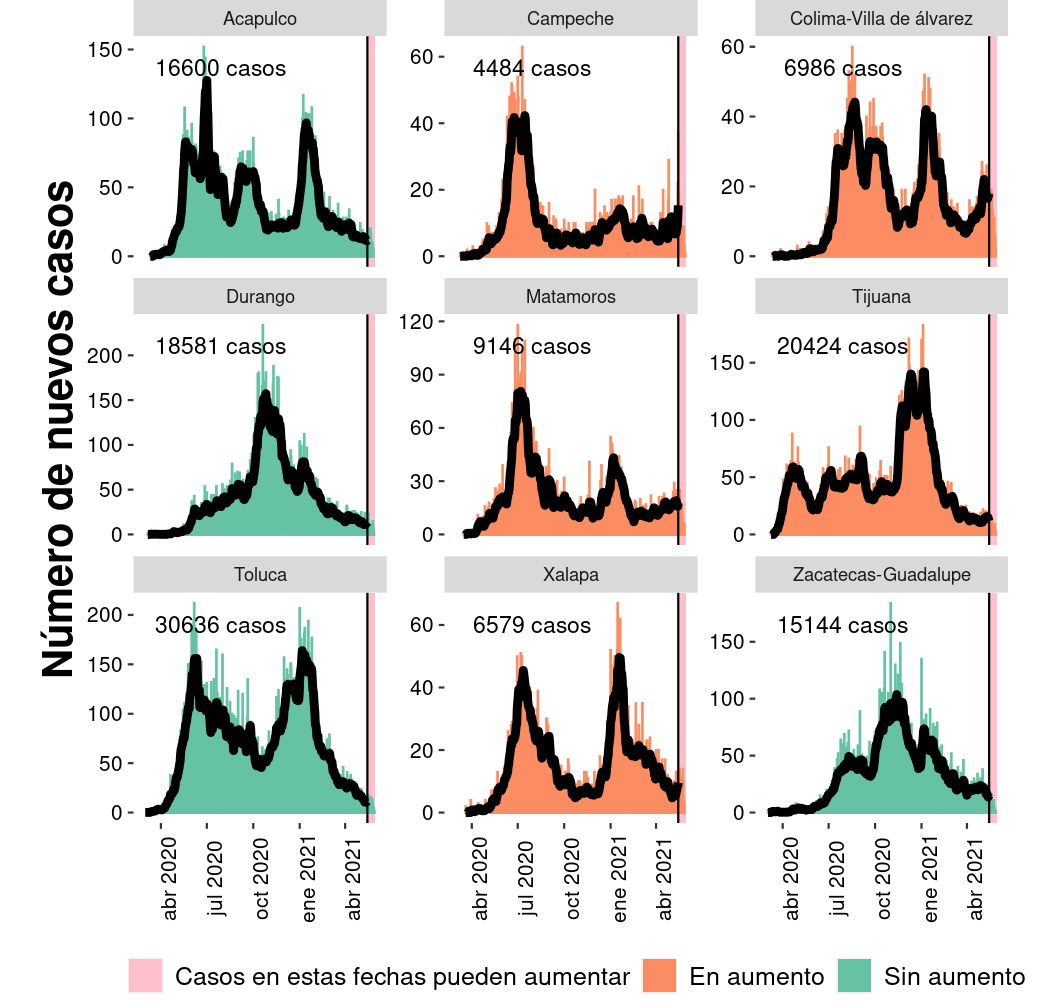 Número de nuevos casos
Acapulco
Campeche
Colima-Villa de álvarez
16600 casos
4484 casos
6986 casos
150
100
50
0
60
40
20
0
60
40
20
0
Durango
Matamoros
Tijuana
18581 casos
9146 casos
20424 casos
200
150
100
50
0
120
90
60
30
0
150
100
50
0
Toluca
Xalapa
Zacatecas-Guadalupe
30636 casos
6579 casos
15144 casos
200
150
100
50
0
60
40
20
0
150
100
50
0
abr 2020
jul 2020
oct 2020
ene 2021
abr 2021
abr 2020
jul 2020
oct 2020
ene 2021
abr 2021
abr 2020
jul 2020
oct 2020
ene 2021
abr 2021
Casos en estas fechas pueden aumentar
En aumento
Sin aumento